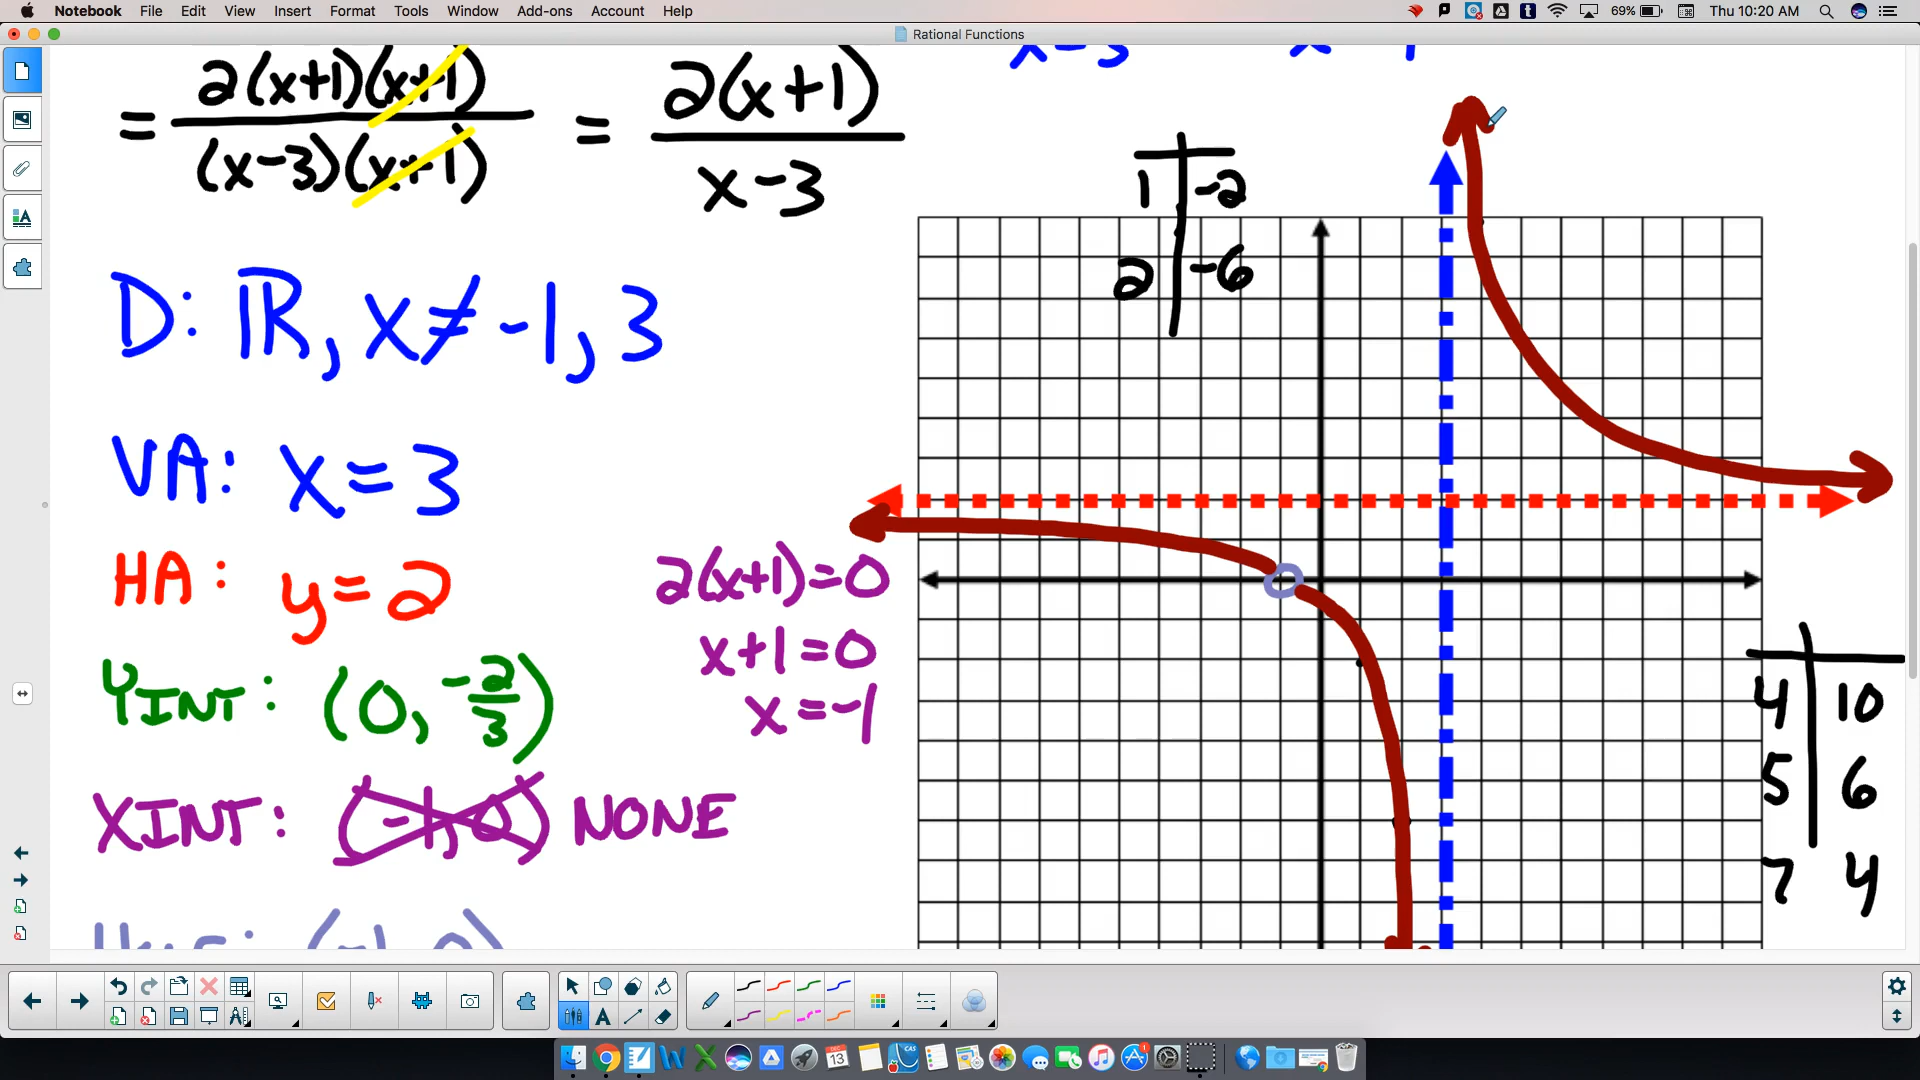 Notebook File Edit View Insert Format Tools Window Add-ons Account Help 69% Thu 10:20 AM
Rational Functions
= 2(x+1)(x+1) / (x-3)(x+1) = 2(x+1) / x-3
1 -2
2 -6
D: ℝ, x≠-1, 3
VA: x=3
HA: y=2
2(x+1)=0
x+1=0
x=-1
YINT: (0, -2/3)
XINT: (-1, 0) NONE
4 10
5 6
7 4